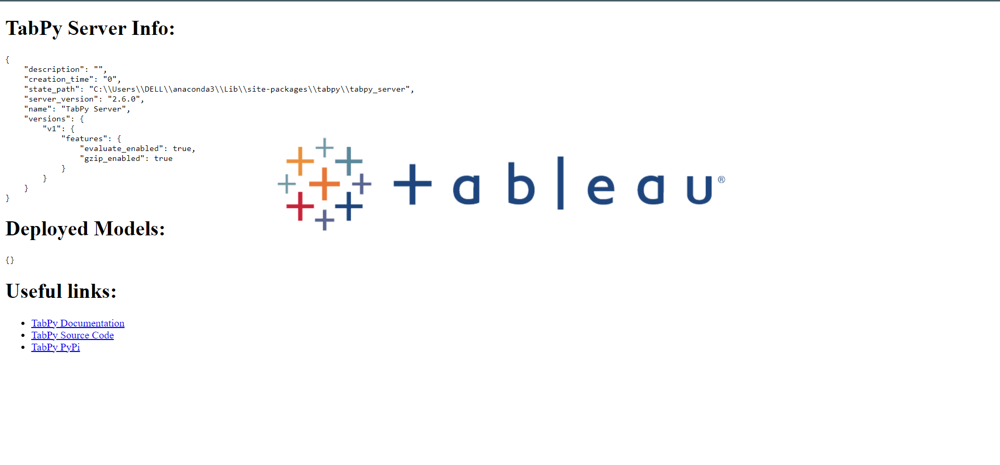 TabPy Server Info:
{
    "description": "",
    "creation_time": "0",
    "state_path": "C:\\Users\\DELL\\anaconda3\\Lib\\site-packages\\tabpy\\tabpy_server",
    "server_version": "2.6.0",
    "name": "TabPy Server",
    "versions": {
        "v1": {
            "features": {
                "evaluate_enabled": true,
                "gzip_enabled": true
            }
        }
    }
}
+ableau®
Deployed Models:
{}
Useful links:
• TabPy Documentation
• TabPy Source Code
• TabPy PyPi